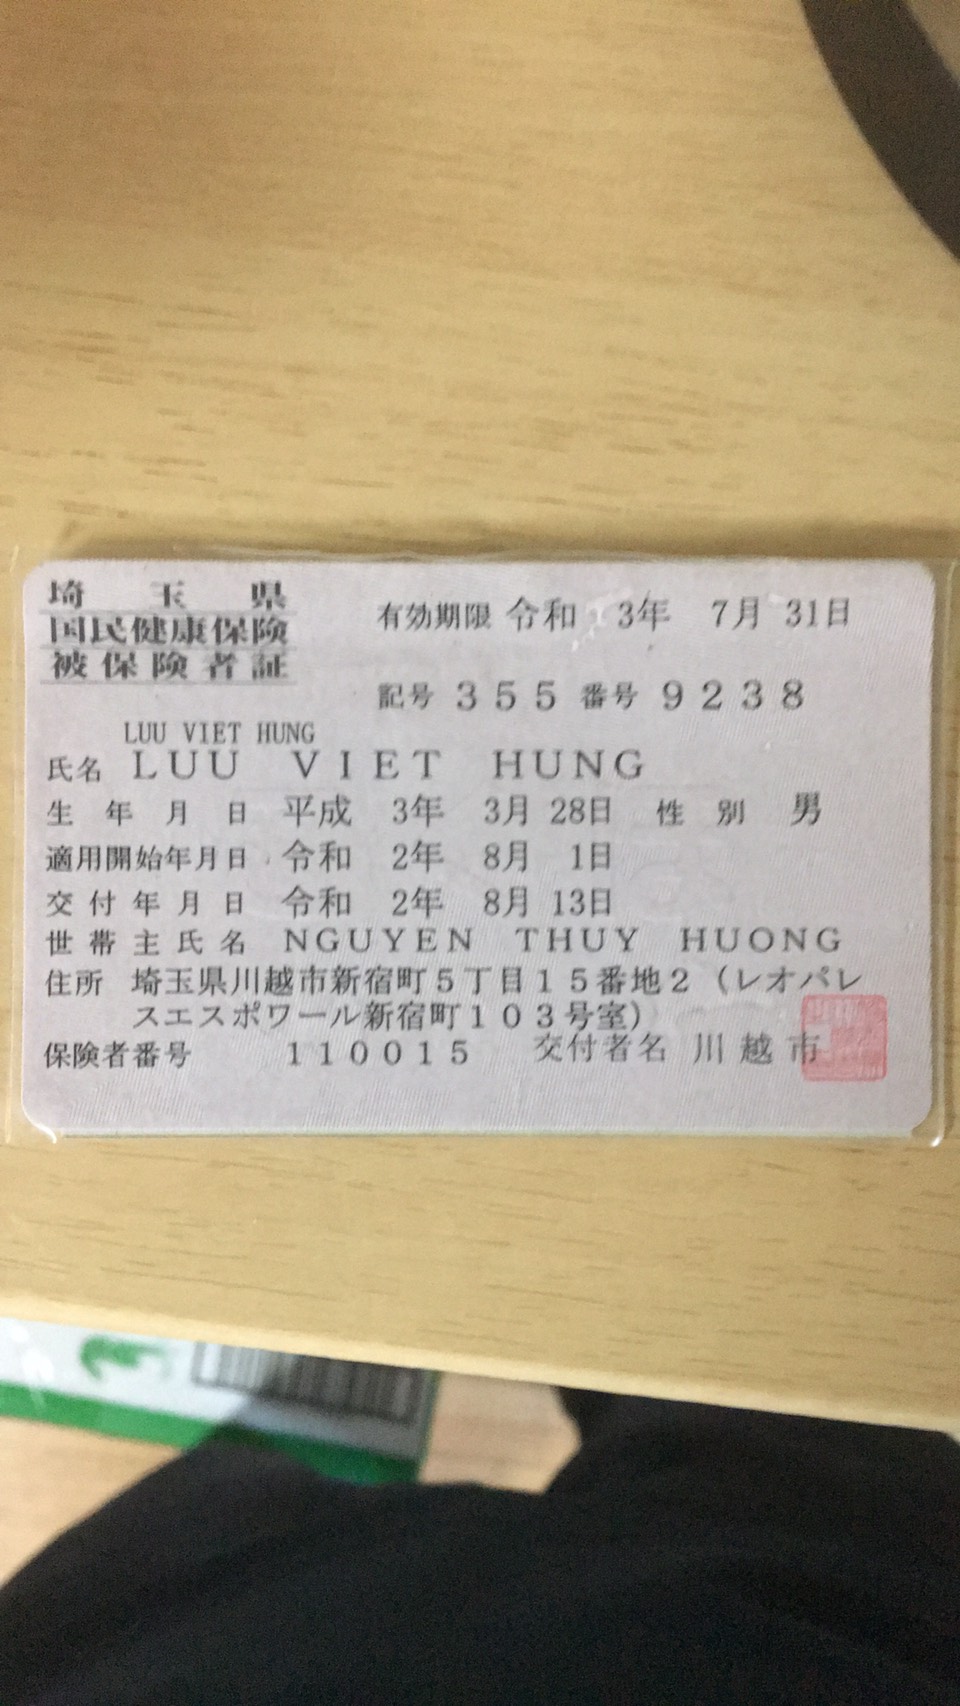 埼玉県
国民健康保険
被保険者証
有効期限 令和 3年 7月 31日
記号 355 番号 9238
LUU VIET HUNG
氏名 LUU VIET HUNG
生年月日 平成 3年 3月 28日 性別 男
適用開始年月日 令和 2年 8月 1日
交付年月日 令和 2年 8月 13日
世帯主氏名 NGUYEN THUY HUONG
住所 埼玉県川越市新宿町5丁目15番地2(レオパレ
スエスポワール新宿町103号室)
保険者番号 110015 交付者名 川越市